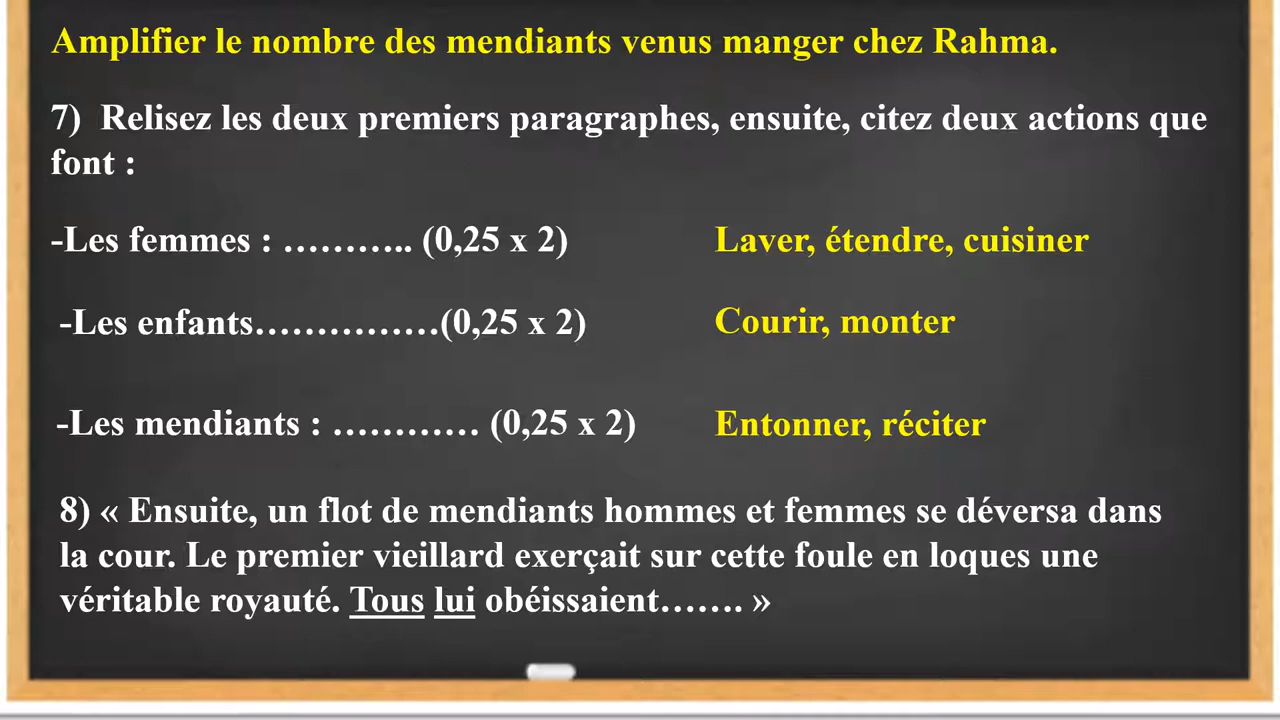 Amplifier le nombre des mendiants venus manger chez Rahma.
7) Relisez les deux premiers paragraphes, ensuite, citez deux actions que
font :
-Les femmes : ……….. (0,25 x 2) Laver, étendre, cuisiner
-Les enfants……………(0,25 x 2) Courir, monter
-Les mendiants : ………… (0,25 x 2) Entonner, réciter
8) « Ensuite, un flot de mendiants hommes et femmes se déversa dans
la cour. Le premier vieillard exerçait sur cette foule en loques une
véritable royauté. Tous lui obéissaient……. »